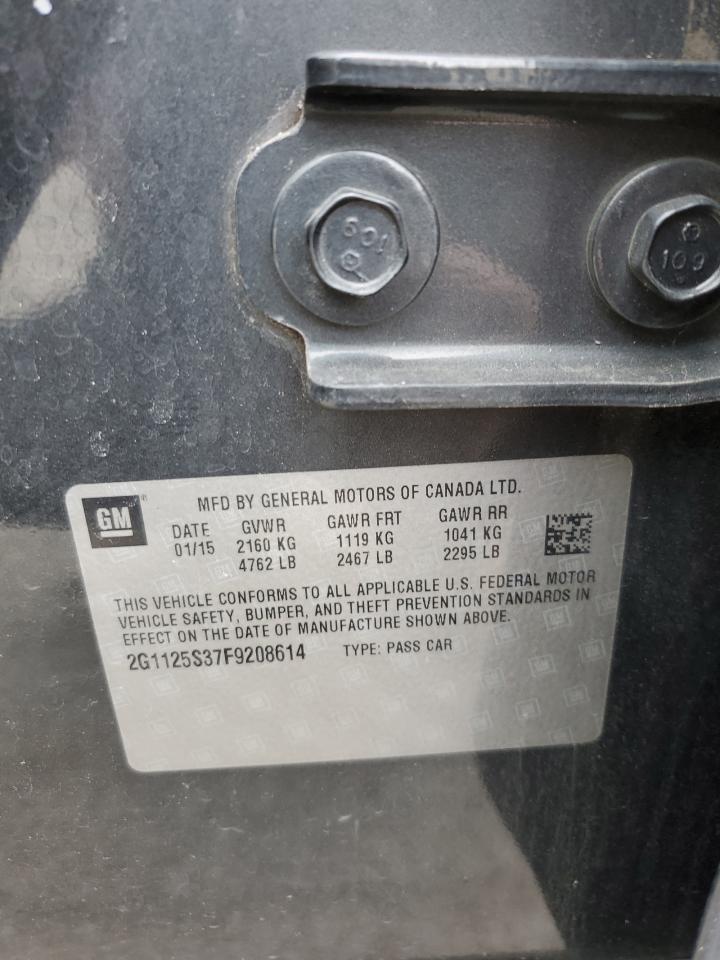 601
109
GM
MFD BY GENERAL MOTORS OF CANADA LTD.
DATE GVWR GAWR FRT GAWR RR
01/15 2160 KG 1119 KG 1041 KG
4762 LB 2467 LB 2295 LB
THIS VEHICLE CONFORMS TO ALL APPLICABLE U.S. FEDERAL MOTOR
VEHICLE SAFETY, BUMPER, AND THEFT PREVENTION STANDARDS IN
EFFECT ON THE DATE OF MANUFACTURE SHOWN ABOVE.
2G1125S37F9208614 TYPE: PASS CAR